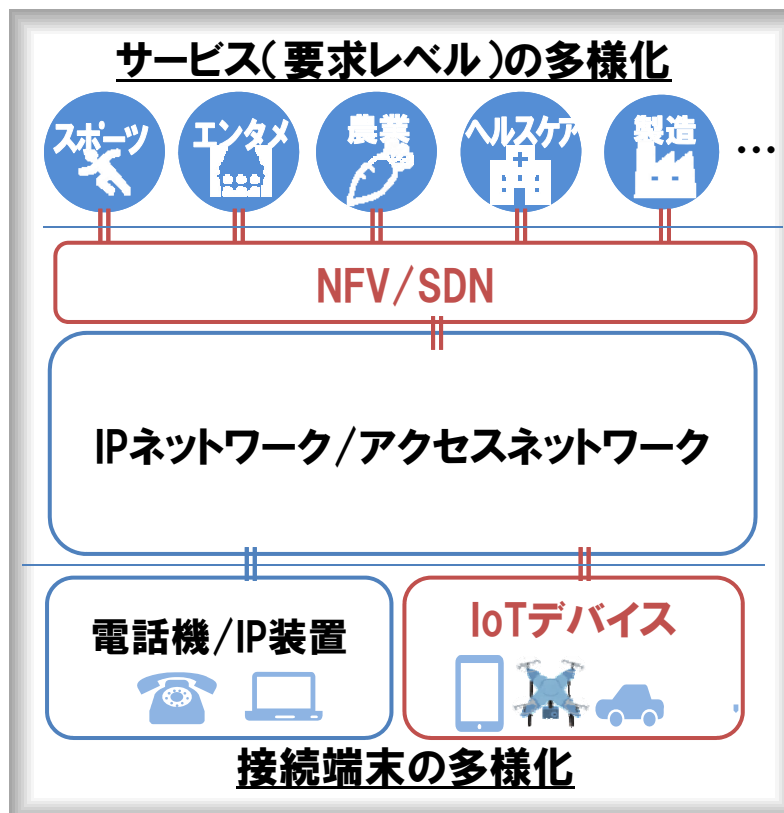 サービス(要求レベル)の多様化
スポーツ
エンタメ
農業
ヘルスケア
製造
…
NFV/SDN
IPネットワーク/アクセスネットワーク
電話機/IP装置
IoTデバイス
接続端末の多様化